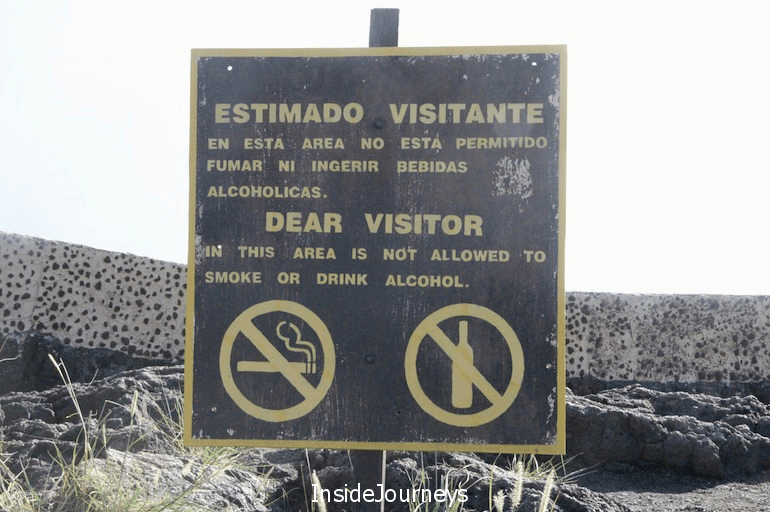 ESTIMADO VISITANTE
EN ESTA AREA NO ESTA PERMITIDO
FUMAR NI INGERIR BEBIDAS
ALCOHOLICAS.
DEAR VISITOR
IN THIS AREA IS NOT ALLOWED TO
SMOKE OR DRINK ALCOHOL.
InsideJourneys